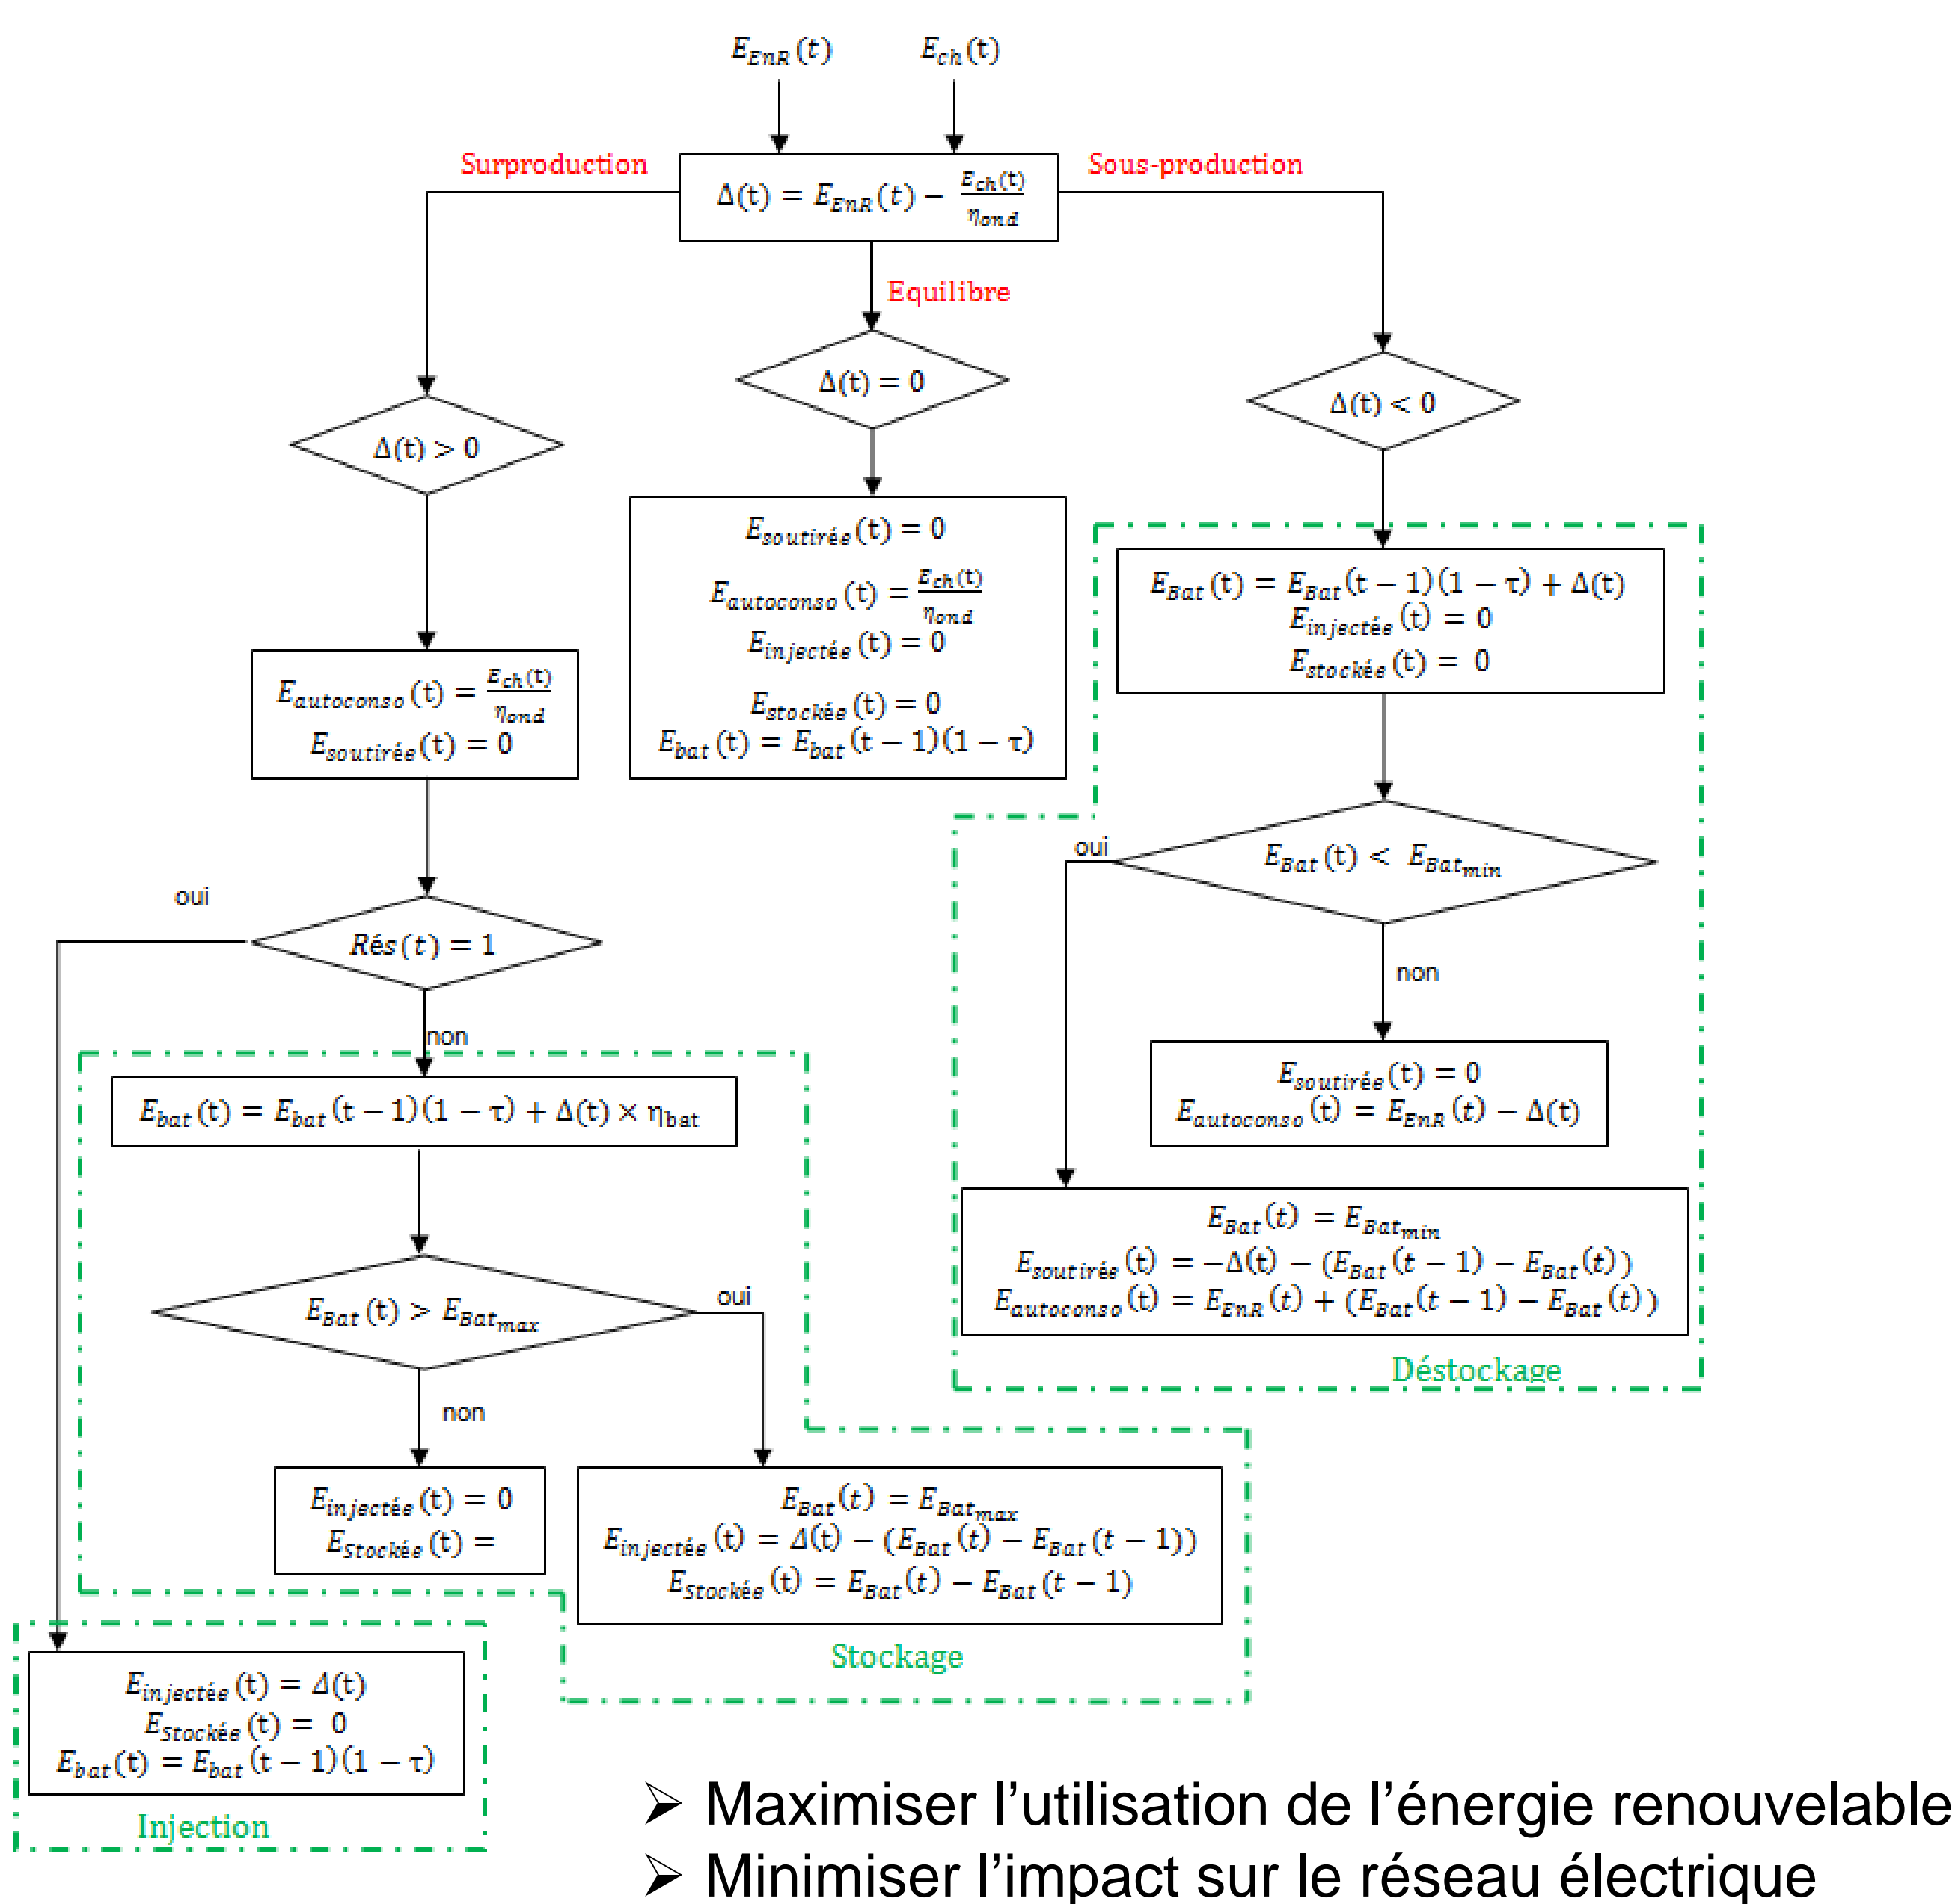 E_EnR(t) E_ch(t)
Surproduction
Δ(t) = E_EnR(t) − E_ch(t)/η_ond
Sous-production
Equilibre
Δ(t) > 0
Δ(t) = 0
Δ(t) < 0
E_autoconso(t) = E_ch(t)/η_ond
E_soutirée(t) = 0
E_soutirée(t) = 0
E_autoconso(t) = E_ch(t)/η_ond
E_injectée(t) = 0
E_stockée(t) = 0
E_bat(t) = E_bat(t − 1)(1 − τ)
E_Bat(t) = E_Bat(t − 1)(1 − τ) + Δ(t)
E_injectée(t) = 0
E_stockée(t) = 0
oui
E_Bat(t) < E_Bat_min
non
E_soutirée(t) = 0
E_autoconso(t) = E_EnR(t) − Δ(t)
E_Bat(t) = E_Bat_min
E_soutirée(t) = −Δ(t) − (E_Bat(t − 1) − E_Bat(t))
E_autoconso(t) = E_EnR(t) + (E_Bat(t − 1) − E_Bat(t))
Déstockage
oui
Rés(t) = 1
non
E_bat(t) = E_bat(t − 1)(1 − τ) + Δ(t) × η_bat
E_Bat(t) > E_Bat_max
oui
non
E_injectée(t) = 0
E_Stockée(t) =
E_Bat(t) = E_Bat_max
E_injectée(t) = Δ(t) − (E_Bat(t) − E_Bat(t − 1))
E_Stockée(t) = E_Bat(t) − E_Bat(t − 1)
Stockage
E_injectée(t) = Δ(t)
E_Stockée(t) = 0
E_bat(t) = E_bat(t − 1)(1 − τ)
Injection
➢ Maximiser l’utilisation de l’énergie renouvelable
➢ Minimiser l’impact sur le réseau électrique